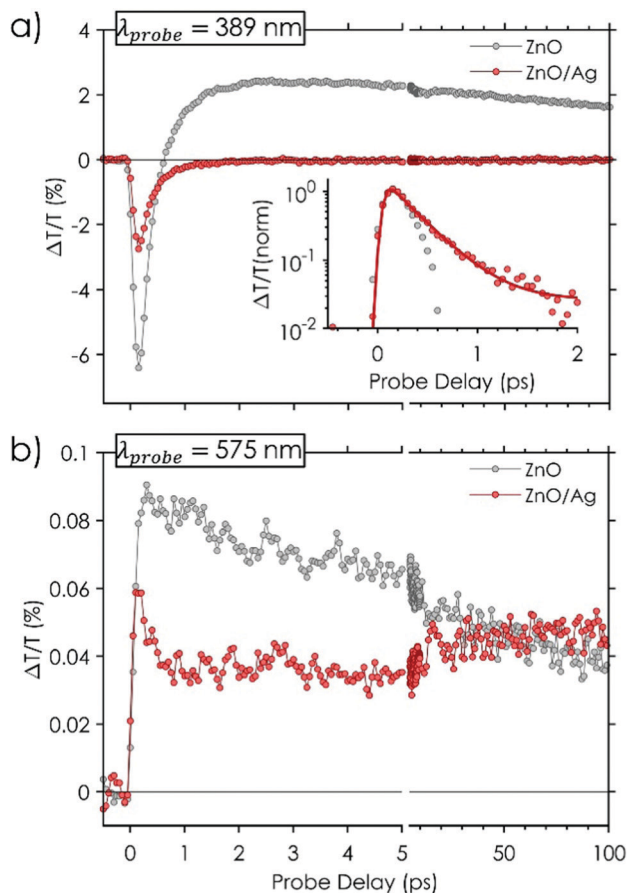 a)
λprobe = 389 nm
ZnO
ZnO/Ag
ΔT/T (%)
4
2
0
-2
-4
-6
ΔT/T(norm)
10^0
10^-1
10^-2
0
1
2
Probe Delay (ps)
b)
λprobe = 575 nm
ZnO
ZnO/Ag
ΔT/T (%)
0.1
0.08
0.06
0.04
0.02
0
0
1
2
3
4
5
50
100
Probe Delay (ps)